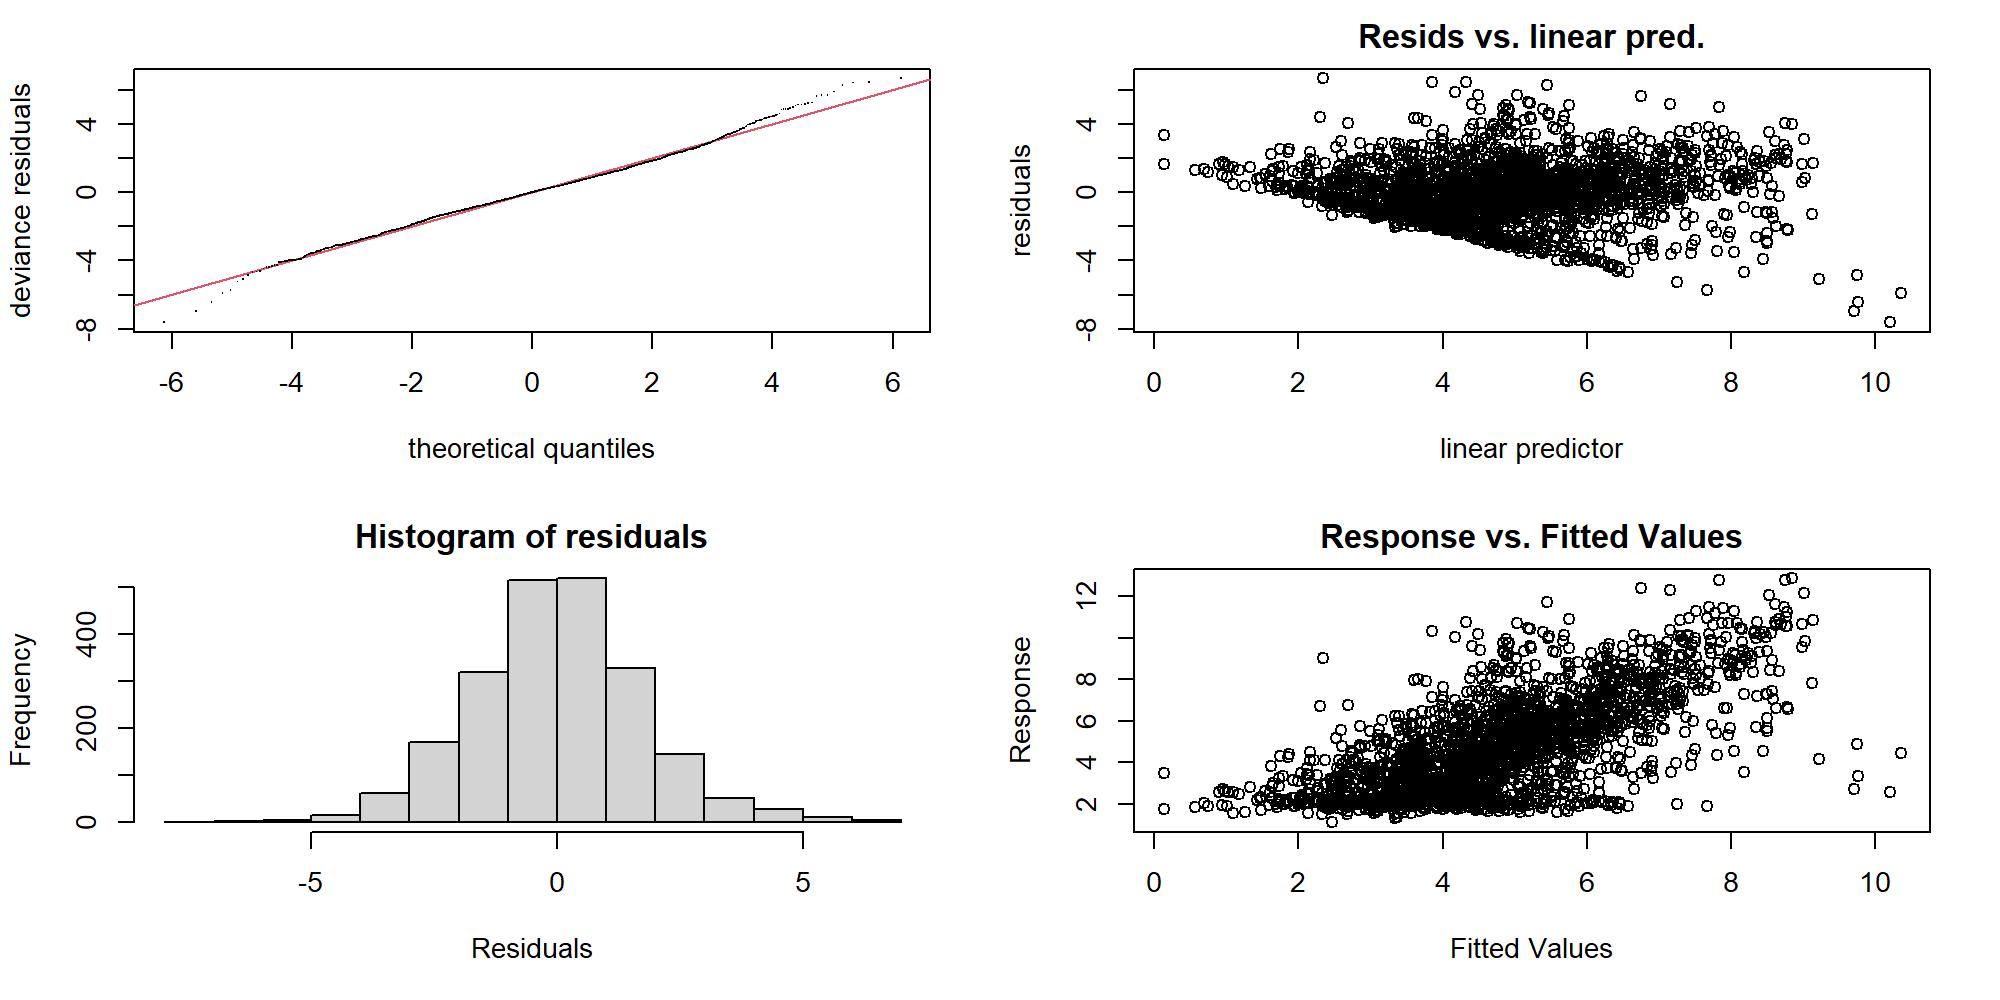 deviance residuals
4
0
-4
-8
-6 -4 -2 0 2 4 6
theoretical quantiles
Resids vs. linear pred.
residuals
4
0
-4
-8
0 2 4 6 8 10
linear predictor
Histogram of residuals
Frequency
400
200
0
-5 0 5
Residuals
Response vs. Fitted Values
Response
12
8
6
4
2
0 2 4 6 8 10
Fitted Values